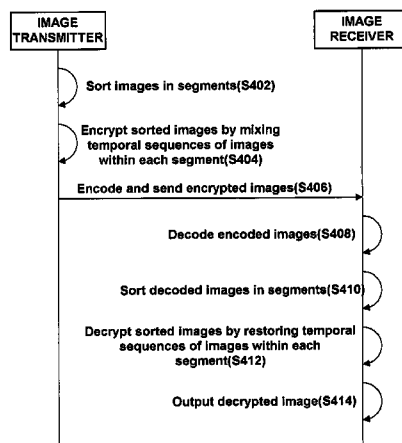 IMAGE
TRANSMITTER
IMAGE
RECEIVER
Sort images in segments(S402)
Encrypt sorted images by mixing
temporal sequences of images
within each segment(S404)
Encode and send encrypted images(S406)
Decode encoded images(S408)
Sort decoded images in segments(S410)
Decrypt sorted images by restoring temporal
sequences of images within each
segment(S412)
Output decrypted image(S414)